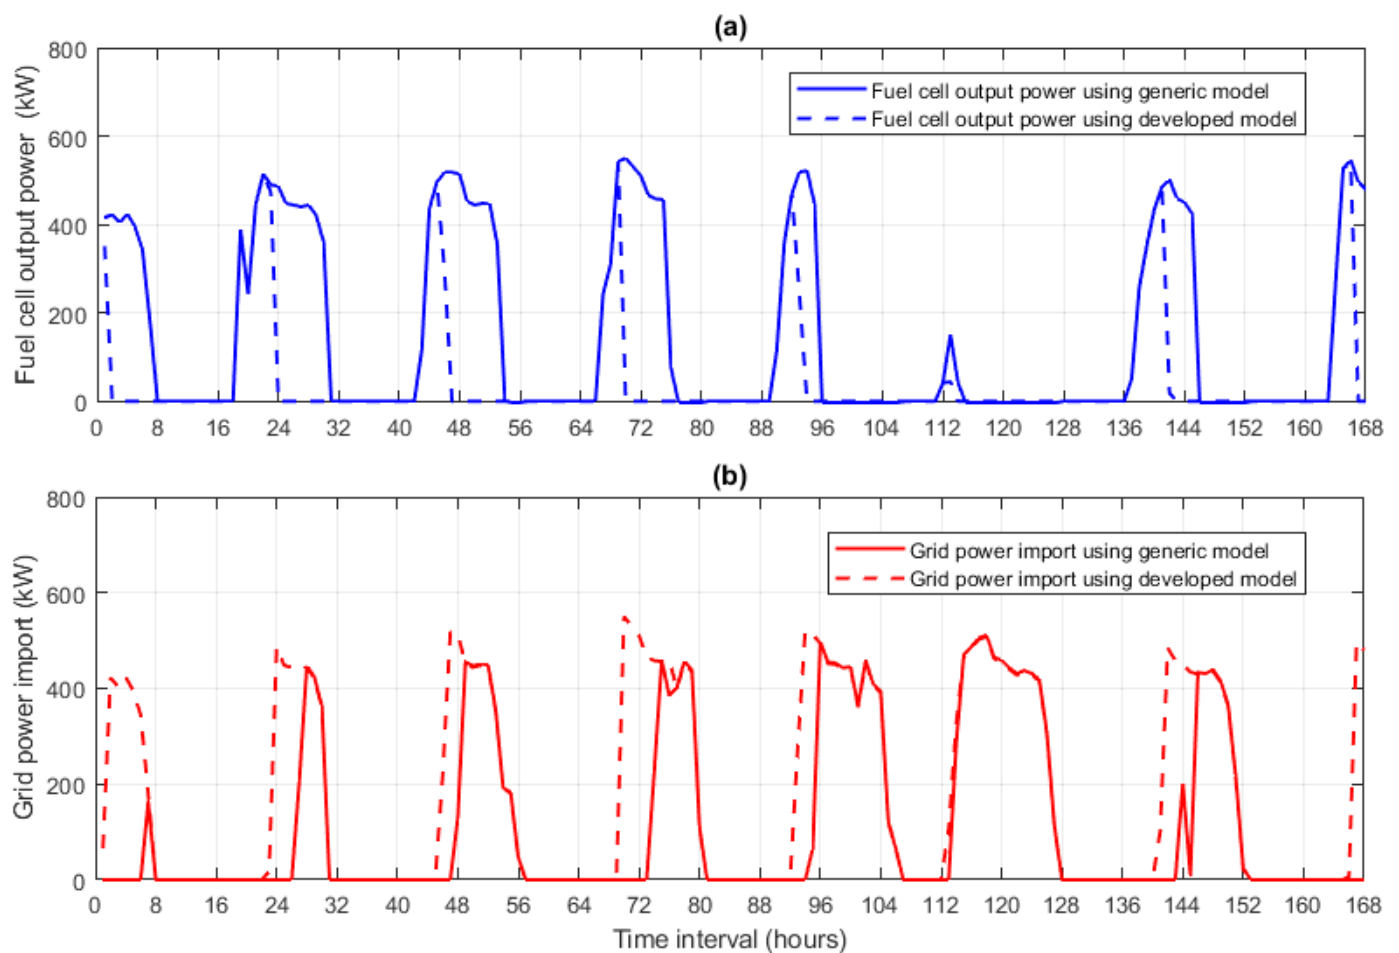 (a)
800
600
400
200
0
Fuel cell output power (kW)
Fuel cell output power using generic model
Fuel cell output power using developed model
0 8 16 24 32 40 48 56 64 72 80 88 96 104 112 120 128 136 144 152 160 168
(b)
800
600
400
200
0
Grid power import (kW)
Grid power import using generic model
Grid power import using developed model
0 8 16 24 32 40 48 56 64 72 80 88 96 104 112 120 128 136 144 152 160 168
Time interval (hours)